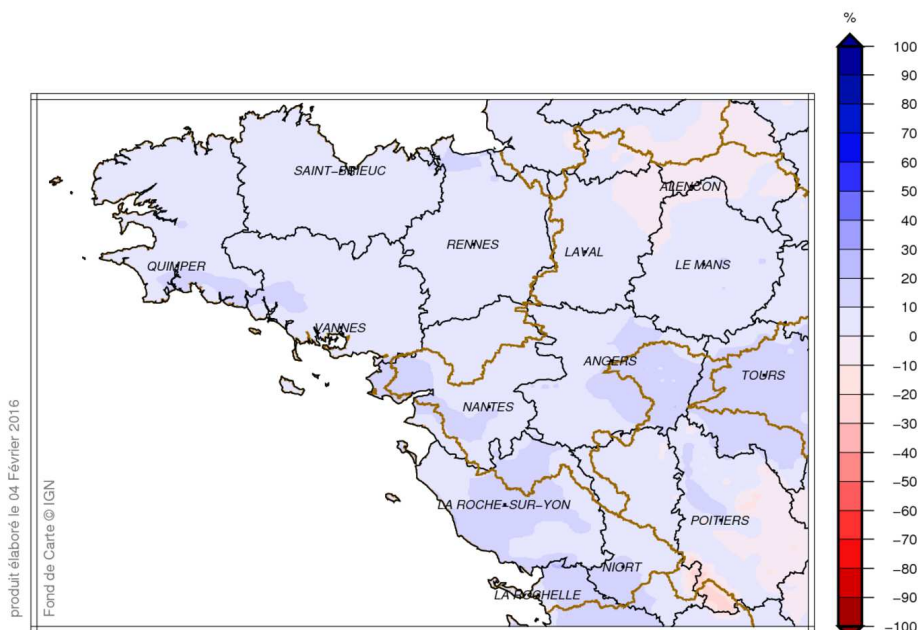 %
100
90
80
70
60
50
40
30
20
10
0
−10
−20
−30
−40
−50
−60
−70
−80
−90
−100
SAINT−BRIEUC
ALENCON
RENNES
LAVAL
QUIMPER
LE MANS
VANNES
ANGERS
TOURS
NANTES
LA ROCHE−SUR−YON
POITIERS
NIORT
LA ROCHELLE
produit élaboré le 04 Février 2016
Fond de Carte © IGN